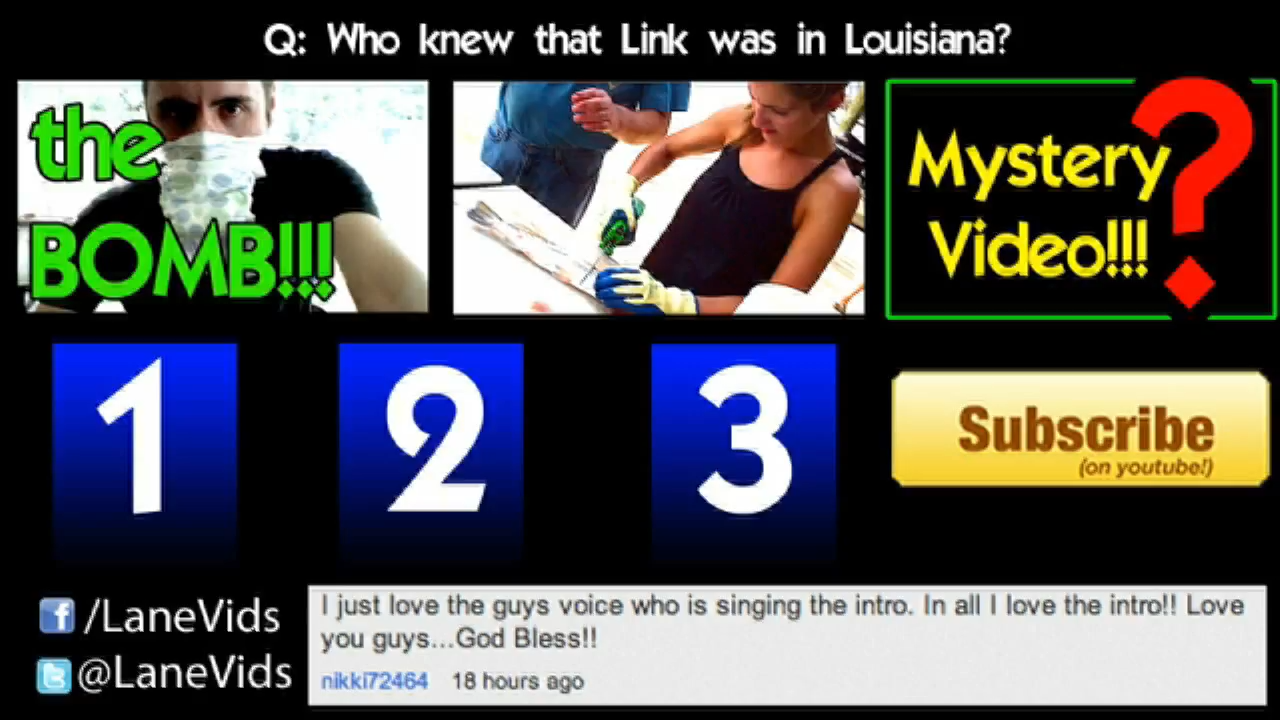 Q: Who knew that Link was in Louisiana?
the
BOMB!!!
Mystery
Video!!!
?
1
2
3
Subscribe
(on youtube!)
f /LaneVids
t @LaneVids
I just love the guys voice who is singing the intro. In all I love the intro!! Love
you guys...God Bless!!
nikki72464 18 hours ago